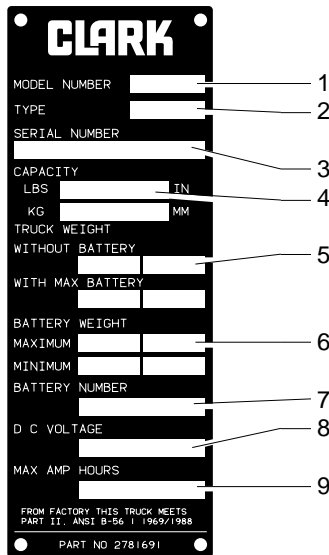 CLARK
MODEL NUMBER 1
TYPE 2
SERIAL NUMBER
3
CAPACITY
LBS IN 4
KG MM
TRUCK WEIGHT
WITHOUT BATTERY
5
WITH MAX BATTERY
BATTERY WEIGHT
MAXIMUM 6
MINIMUM
BATTERY NUMBER
7
D C VOLTAGE
8
MAX AMP HOURS
9
FROM FACTORY THIS TRUCK MEETS
PART II. ANSI B-56 I 1969/1988
PART NO 2781691